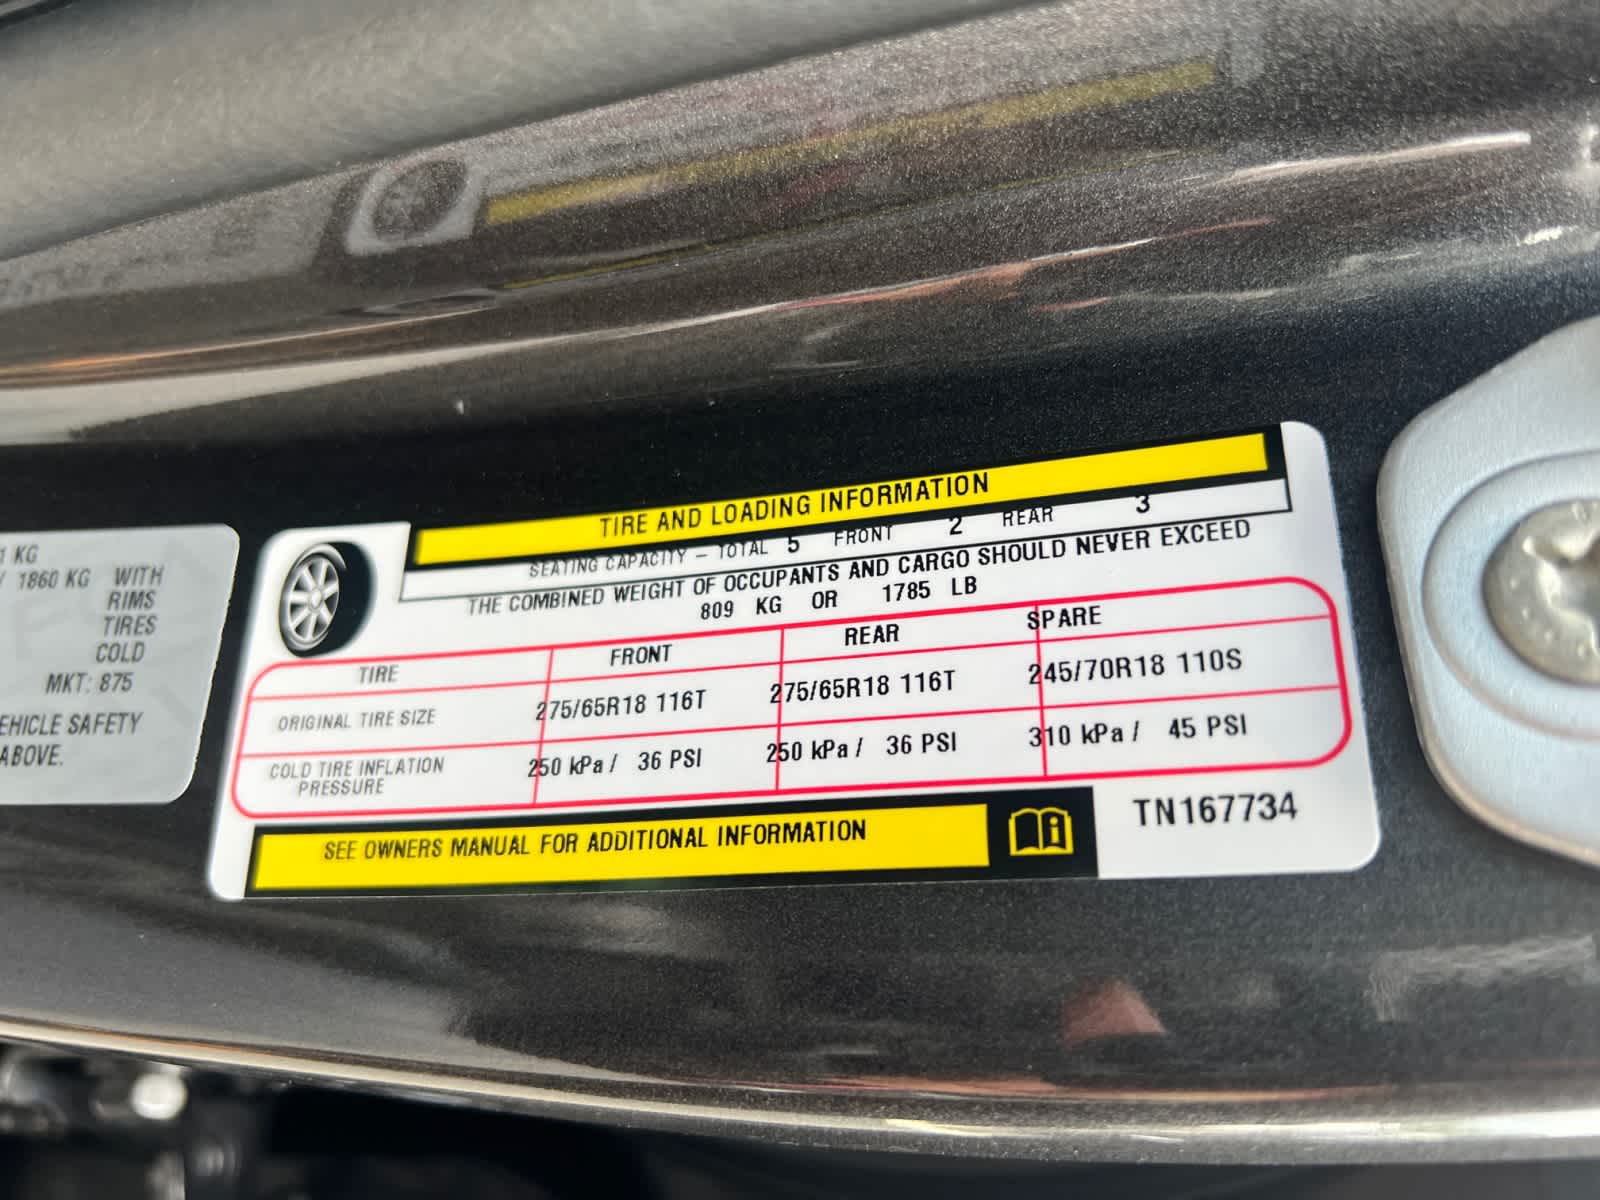 1 KG
/ 1860 KG WITH
RIMS
TIRES
COLD
MKT: 875
EHICLE SAFETY
ABOVE.
TIRE AND LOADING INFORMATION
SEATING CAPACITY – TOTAL 5 FRONT 2 REAR 3
THE COMBINED WEIGHT OF OCCUPANTS AND CARGO SHOULD NEVER EXCEED
809 KG OR 1785 LB
TIRE FRONT REAR SPARE
ORIGINAL TIRE SIZE 275/65R18 116T 275/65R18 116T 245/70R18 110S
COLD TIRE INFLATION PRESSURE 250 kPa / 36 PSI 250 kPa / 36 PSI 310 kPa / 45 PSI
SEE OWNERS MANUAL FOR ADDITIONAL INFORMATION
TN167734